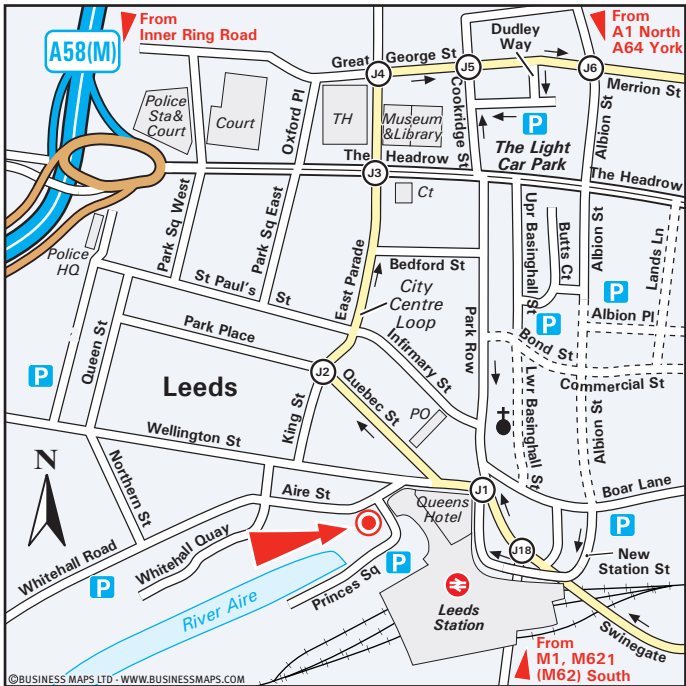 From
Inner Ring Road
A58(M)
From
A1 North
A64 York
Dudley
Way
Great George St
J4
J5
J6
Merrion St
Police
Sta&
Court
Court
Oxford Pl
TH
Museum
&Library
Cookridge St
P
The Light
Car Park
Albion St
The Headrow
J3
The Headrow
Ct
Park Sq West
Park Sq East
Upr Basinghall St
Butts Ct
Albion St
Lands Ln
Police
HQ
St Paul's St
East Parade
Bedford St
City
Centre
Loop
P
P
Albion Pl
Park Place
Infirmary St
Park Row
Bond St
Queen St
P
Leeds
J2
Quebec St
Commercial St
King St
PO
Lwr Basinghall St
Albion St
Wellington St
N
Northern St
Aire St
Queens
Hotel
J1
Boar Lane
P
Whitehall Road
Whitehall Quay
P
P
J18
New
Station St
River Aire
Princes Sq
Leeds
Station
Swinegate
From
M1, M621
(M62) South
©BUSINESS MAPS LTD - WWW.BUSINESSMAPS.COM